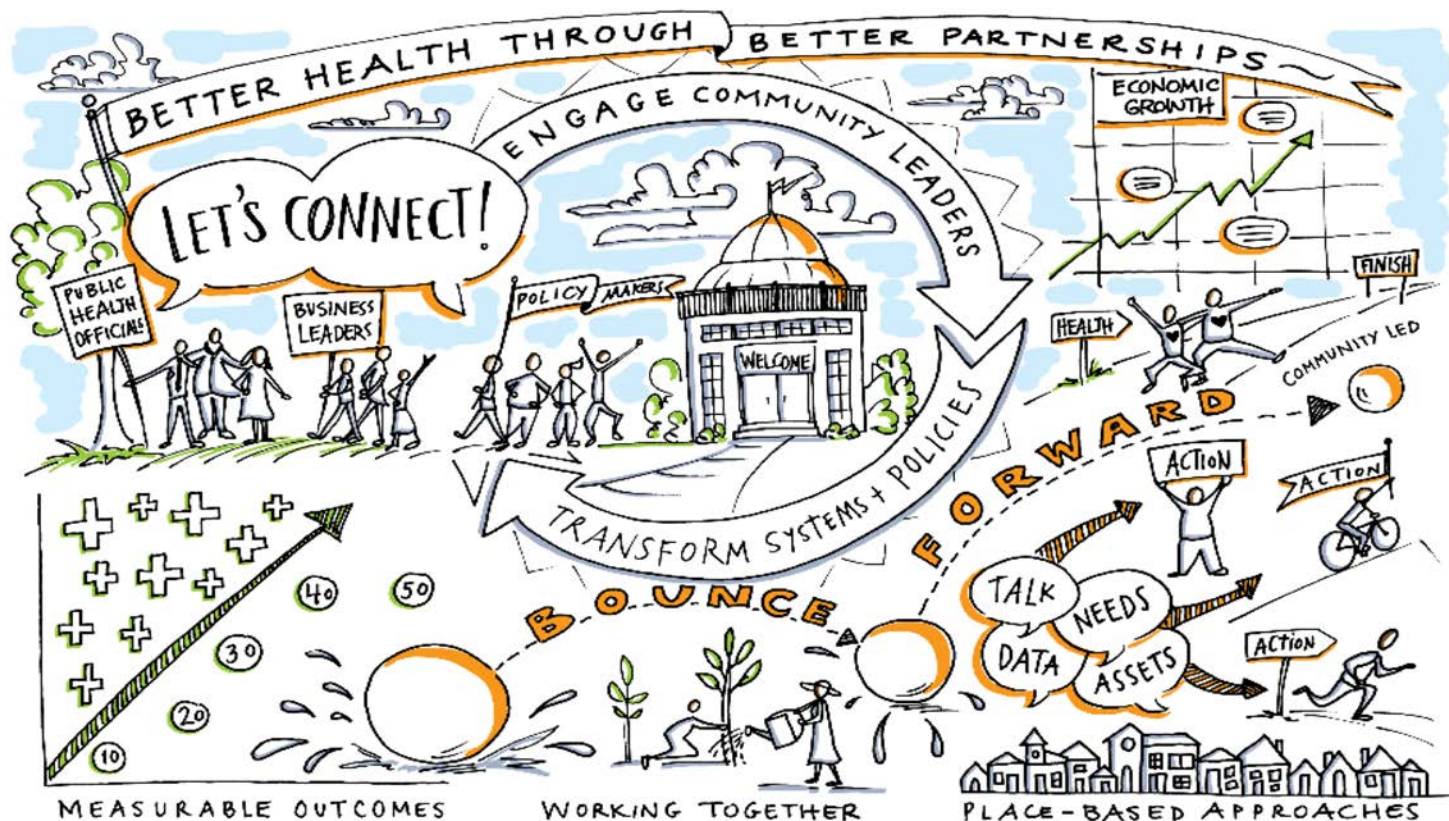 BETTER HEALTH THROUGH BETTER PARTNERSHIPS
ENGAGE COMMUNITY LEADERS
TRANSFORM SYSTEMS + POLICIES
LET'S CONNECT!
PUBLIC
HEALTH
OFFICIALS
BUSINESS
LEADERS
POLICY MAKERS
WELCOME
ECONOMIC
GROWTH
HEALTH
FINISH
COMMUNITY LED
BOUNCE FORWARD
10
20
30
40
50
MEASURABLE OUTCOMES
WORKING TOGETHER
TALK
NEEDS
DATA
ASSETS
ACTION
ACTION
ACTION
PLACE-BASED APPROACHES